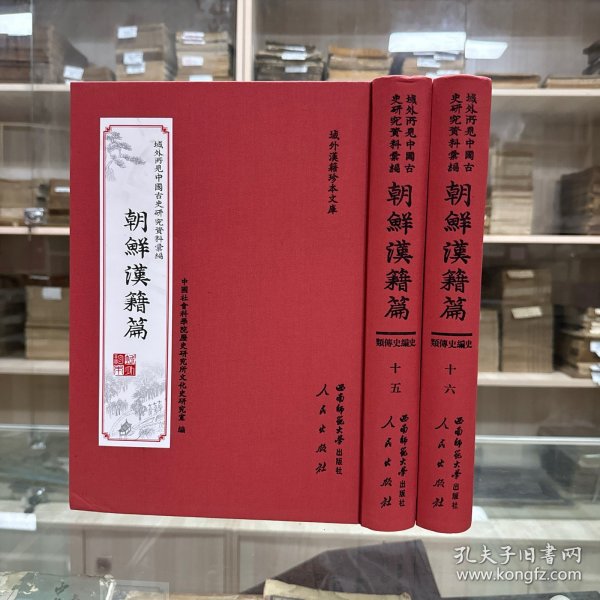 域外所見中國古史研究資料彙編
朝鮮漢籍篇
域外漢籍珍本文庫
中國社會科學院歷史研究所文化史研究室 編
西南師範大學出版社
人民出版社
域外所見中國古
史研究資料彙編
朝鮮漢籍篇
史編史傳類
十五
西南師範大學出版社
人民出版社
域外所見中國古
史研究資料彙編
朝鮮漢籍篇
史編史傳類
十六
西南師範大學出版社
人民出版社
孔夫子旧书网
www.kongfz.com